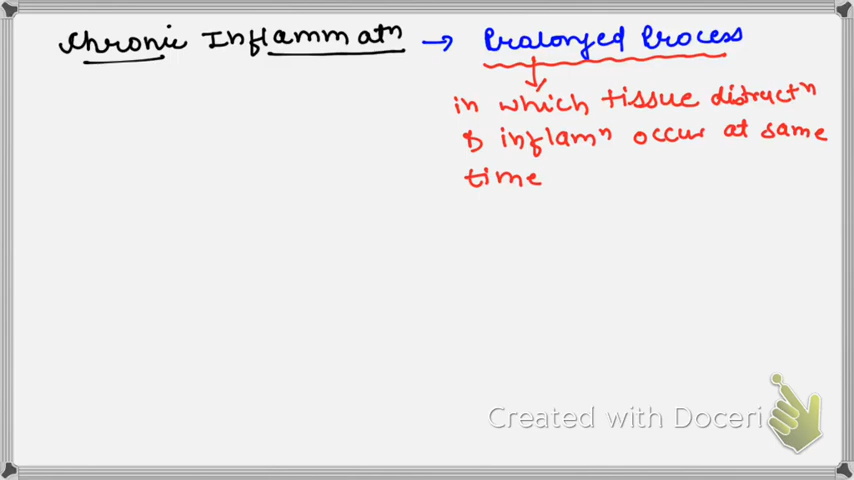 Chronic Inflammatn → Prolonged Process
in which tissue distructn
& inflamn occur at same
time
Created with Doceri